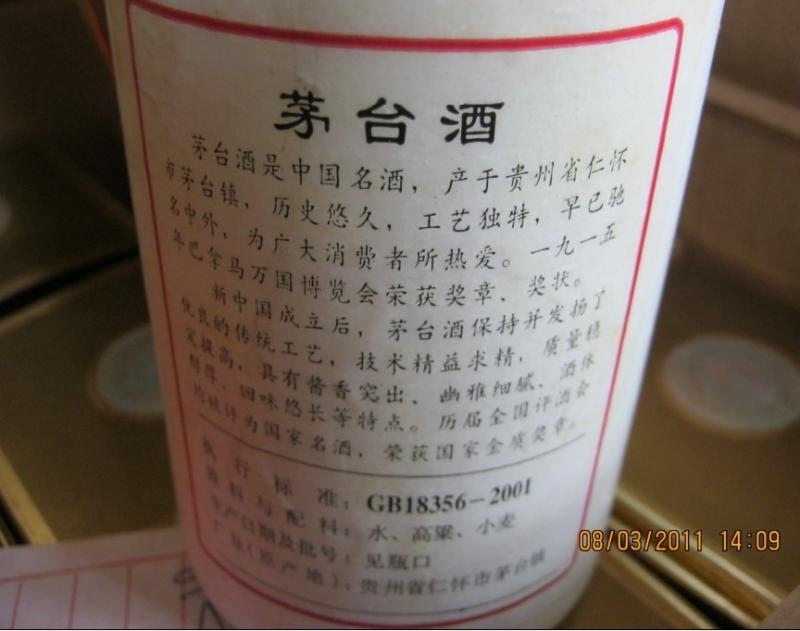 茅台酒
茅台酒是中国名酒，产于贵州省仁怀
市茅台镇，历史悠久，工艺独特，早已驰
名中外，为广大消费者所热爱。一九一五
年巴拿马万国博览会荣获奖章、奖状。
新中国成立后，茅台酒保持并发扬了
优良的传统工艺，技术精益求精，质量稳
定提高，具有酱香突出、幽雅细腻、酒体
醇厚、回味悠长等特点。历届全国评酒会
均被评为国家名酒，荣获国家金质奖章。
执行标准：GB18356-2001
原料与配料：水、高粱、小麦
生产日期及批号：见瓶口
厂址(原产地)：贵州省仁怀市茅台镇
08/03/2011 14:09